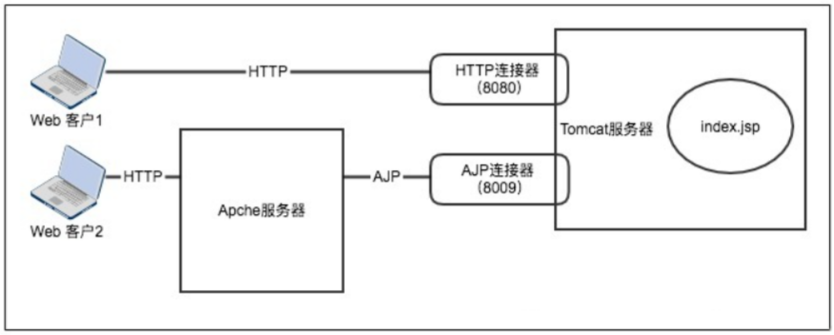 HTTP
HTTP连接器
(8080)
Web 客户1
Tomcat服务器
index.jsp
HTTP
AJP
AJP连接器
(8009)
Apche服务器
Web 客户2